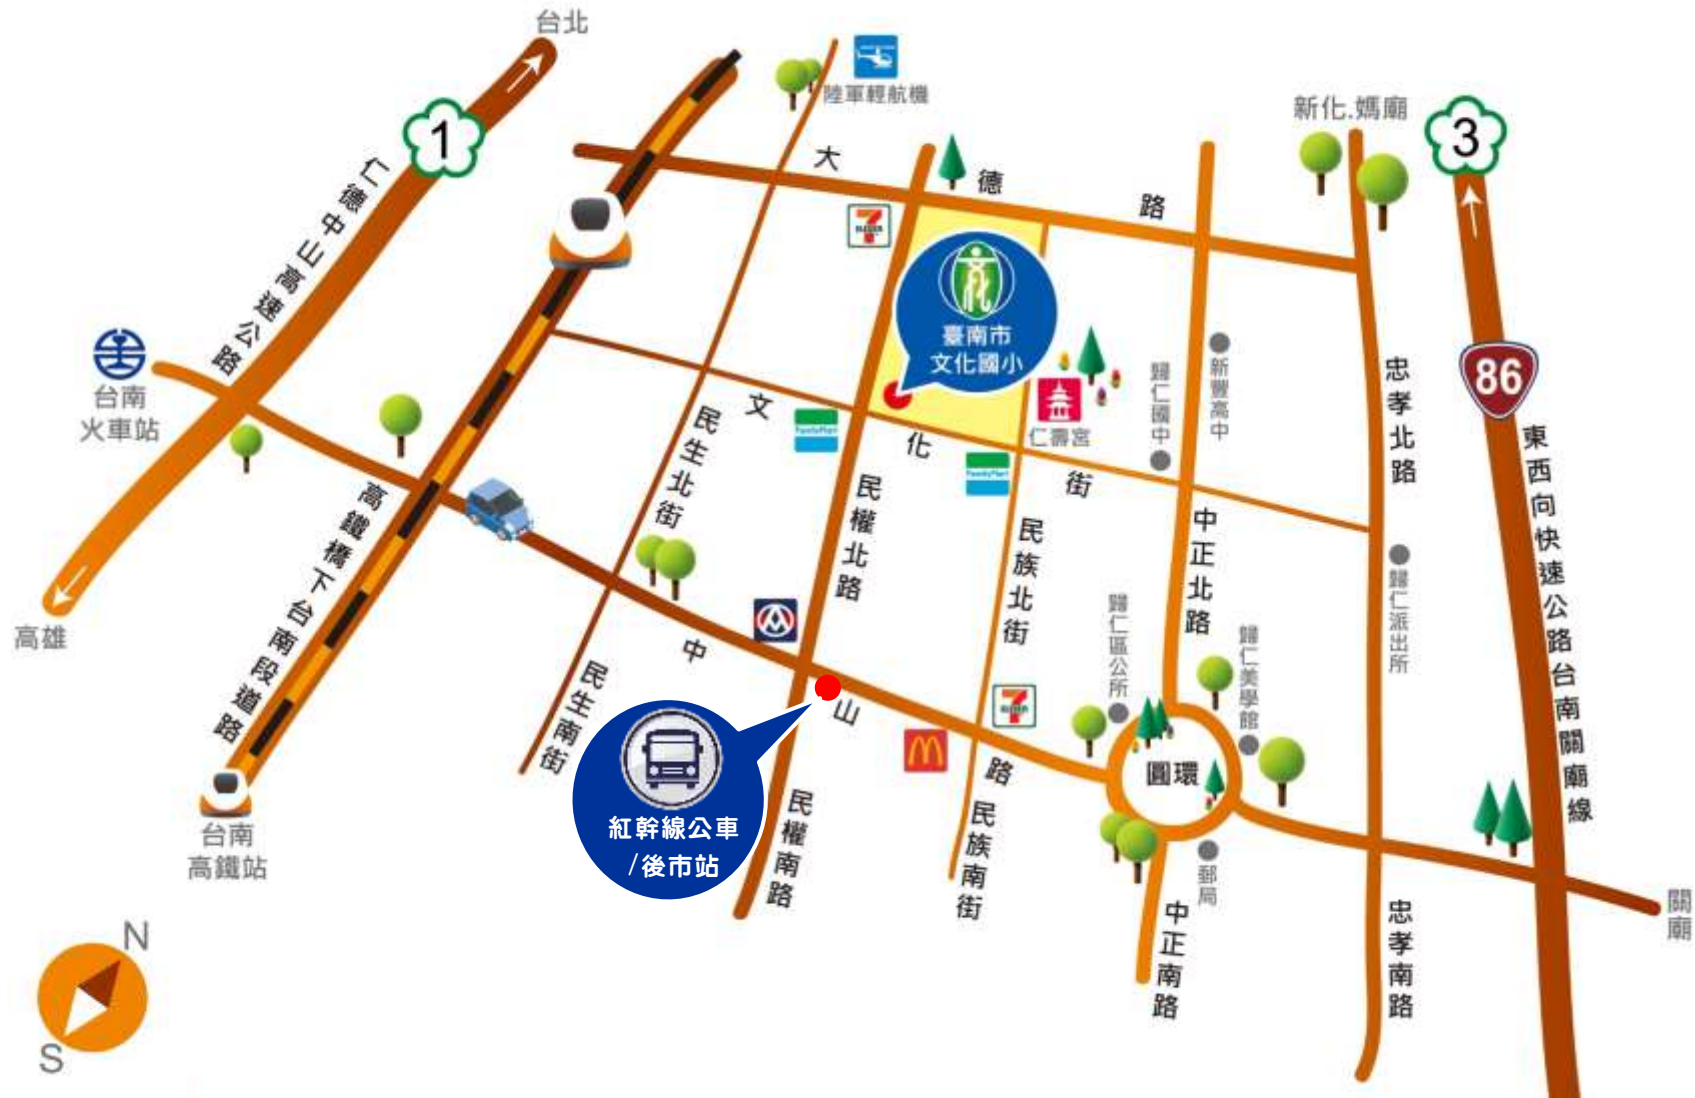 台北
1
仁德中山高速公路
陸軍輕航機
新化.媽廟
3
大德路
7
ELEVEN
臺南市
文化國小
台南
火車站
86
文化街
民生北街
FamilyMart
仁壽宮
FamilyMart
歸仁國中
新豐高中
忠孝北路
東西向快速公路台南關廟線
高鐵橋下台南段道路
民權北路
民族北街
中正北路
歸仁派出所
高雄
歸仁區公所
歸仁美學館
中山路
民生南街
7
ELEVEN
圓環
紅幹線公車
/後市站
台南
高鐵站
民權南路
民族南街
郵局
中正南路
忠孝南路
關廟
N
S